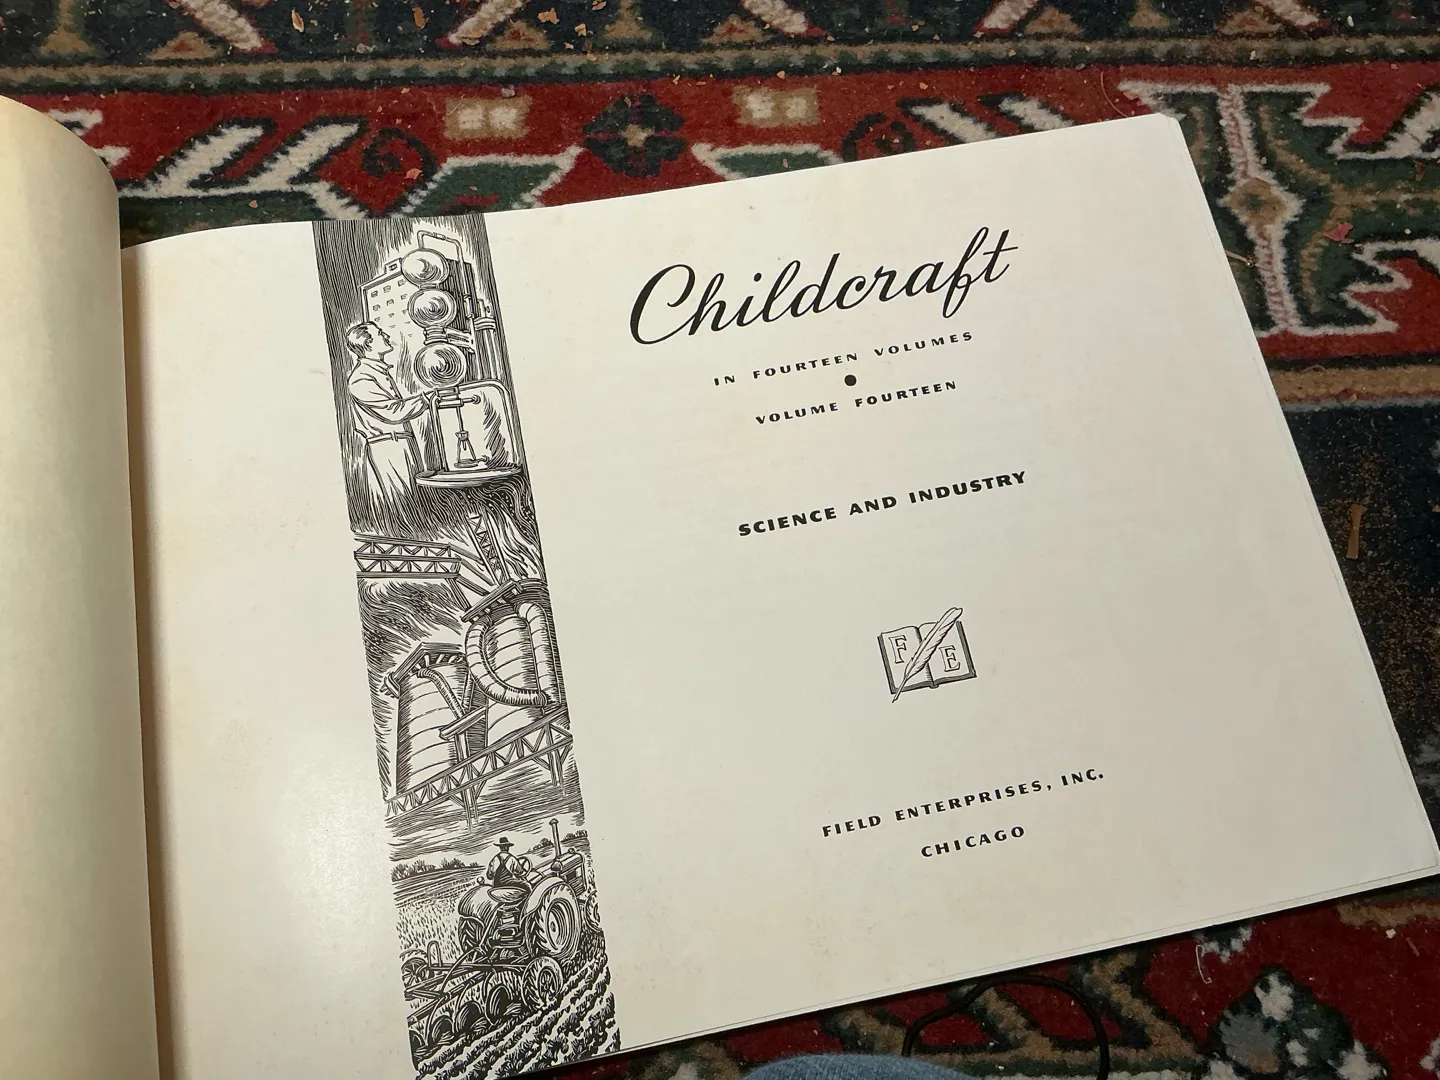 Childcraft
IN FOURTEEN VOLUMES
VOLUME FOURTEEN
SCIENCE AND INDUSTRY
F E
FIELD ENTERPRISES, INC.
CHICAGO